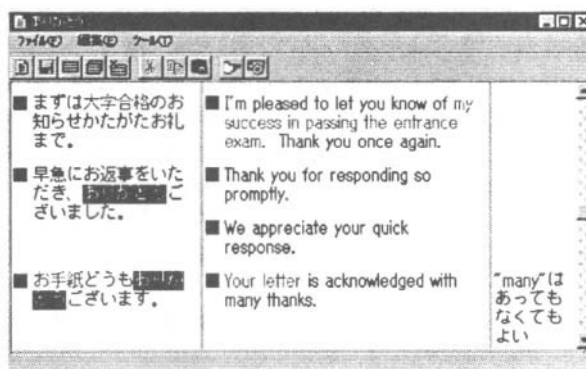 ありがとう
ファイル(F) 編集(E) ツール(T)
まずは大学合格のお
知らせかたがたお礼
まで。
I'm pleased to let you know of my
success in passing the entrance
exam. Thank you once again.
早急にお返事をいた
だき、ありがとうご
ざいました。
Thank you for responding so
promptly.
We appreciate your quick
response.
お手紙どうもありが
とうございます。
Your letter is acknowledged with
many thanks.
"many"は
あっても
なくても
よい